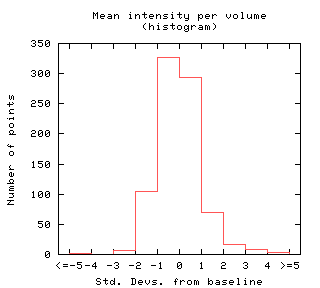 Mean intensity per volume
(histogram)
350
300
250
200
150
100
50
0
Number of points
<=-5 -4 -3 -2 -1 0 1 2 3 4 >=5
Std. Devs. from baseline